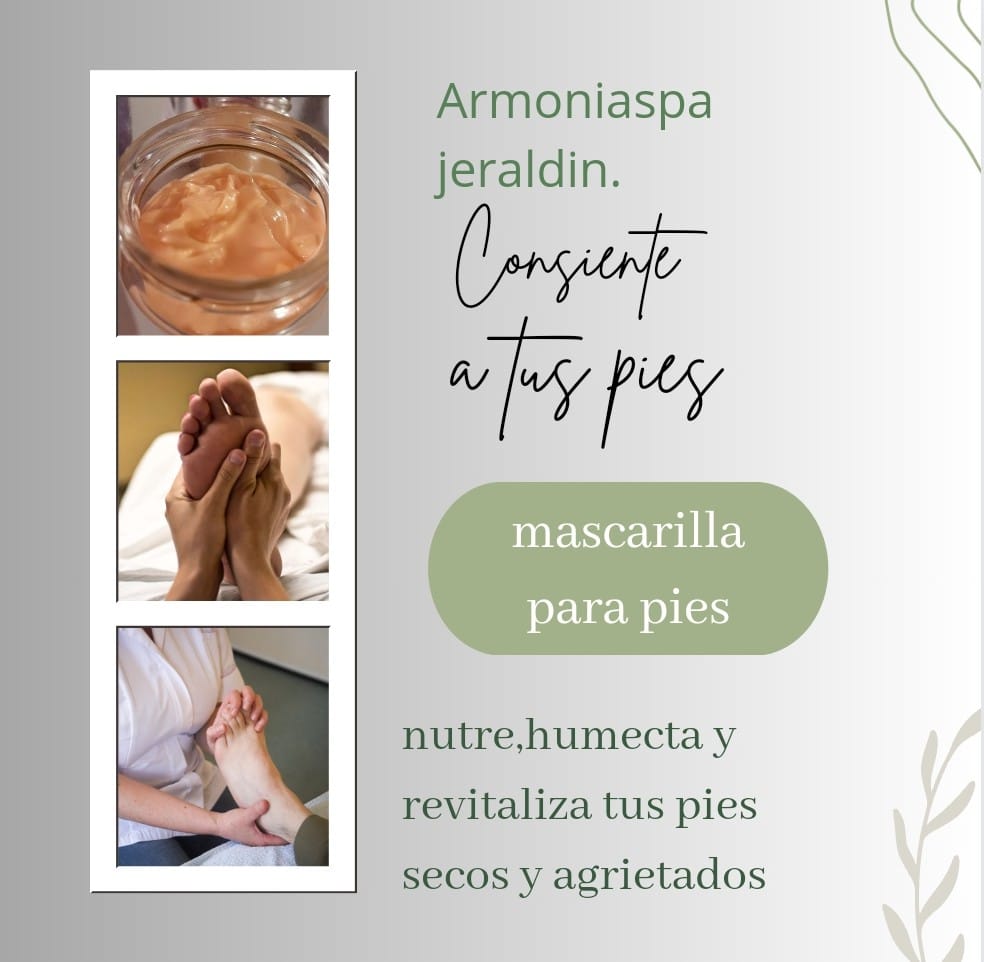 Armoniaspa
jeraldin.
Consiente
a tus pies
mascarilla
para pies
nutre,humecta y
revitaliza tus pies
secos y agrietados